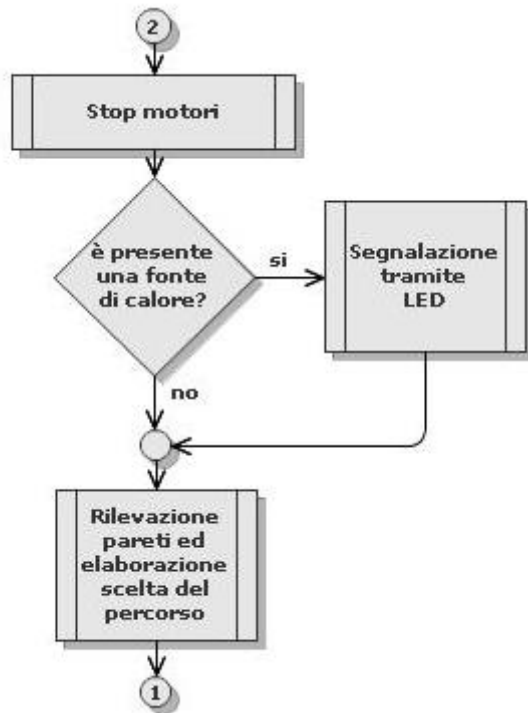 2
Stop motori
è presente
una fonte
di calore?
si
Segnalazione
tramite
LED
no
Rilevazione
pareti ed
elaborazione
scelta del
percorso
1